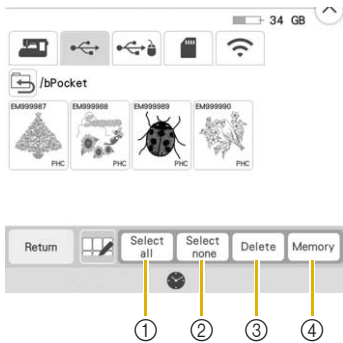 34 GB
/bPocket
EM999987 EM999988 EM999989 EM999990
Summer
PHC PHC PHC PHC
Return Select all Select none Delete Memory
① ② ③ ④